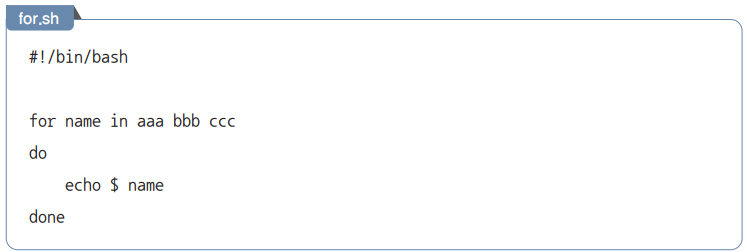 for.sh
#!/bin/bash
for name in aaa bbb ccc
do
echo $ name
done